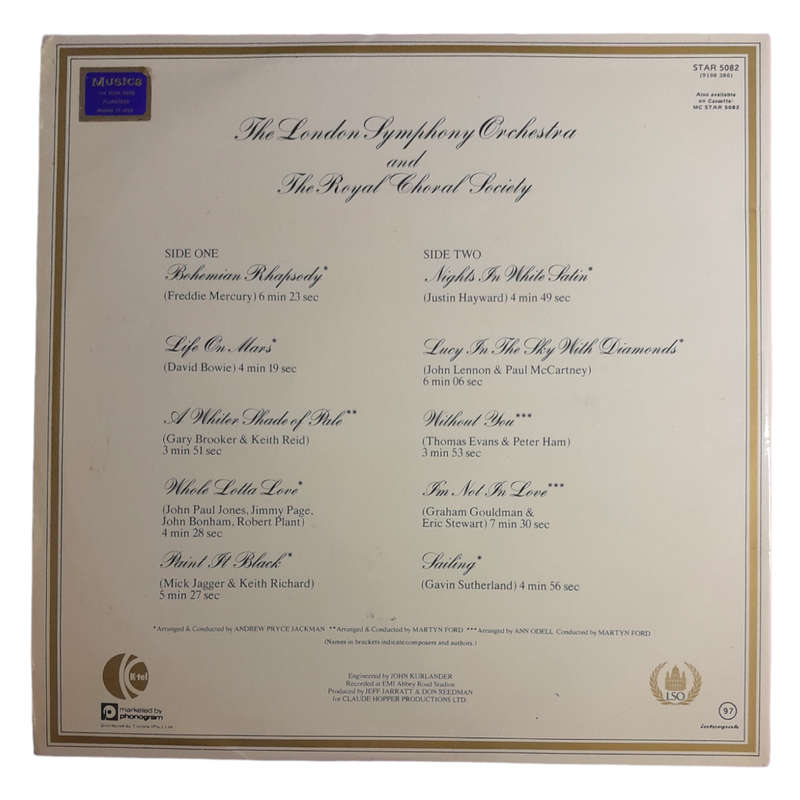 Musica
STAR 5082
(9198 286)
Also available
on Cassette:
MC STAR 5082
The London Symphony Orchestra
and
The Royal Choral Society
SIDE ONE
Bohemian Rhapsody*
(Freddie Mercury) 6 min 23 sec
Life On Mars*
(David Bowie) 4 min 19 sec
A Whiter Shade of Pale**
(Gary Brooker & Keith Reid)
3 min 51 sec
Whole Lotta Love*
(John Paul Jones, Jimmy Page,
John Bonham, Robert Plant)
4 min 28 sec
Paint It Black*
(Mick Jagger & Keith Richard)
5 min 27 sec
SIDE TWO
Nights In White Satin*
(Justin Hayward) 4 min 49 sec
Lucy In The Sky With Diamonds*
(John Lennon & Paul McCartney)
6 min 06 sec
Without You***
(Thomas Evans & Peter Ham)
3 min 53 sec
I'm Not In Love***
(Graham Gouldman &
Eric Stewart) 7 min 30 sec
Sailing*
(Gavin Sutherland) 4 min 56 sec
*Arranged & Conducted by ANDREW PRYCE JACKMAN **Arranged & Conducted by MARTYN FORD ***Arranged by ANN ODELL Conducted by MARTYN FORD
(Names in brackets indicate composers and authors.)
Engineered by JOHN KURLANDER
Recorded at EMI Abbey Road Studios
Produced by JEFF JARRATT & DON REEDMAN
for CLAUDE HOPPER PRODUCTIONS LTD.
K-tel
marketed by
phonogram
LSO
97
interpak